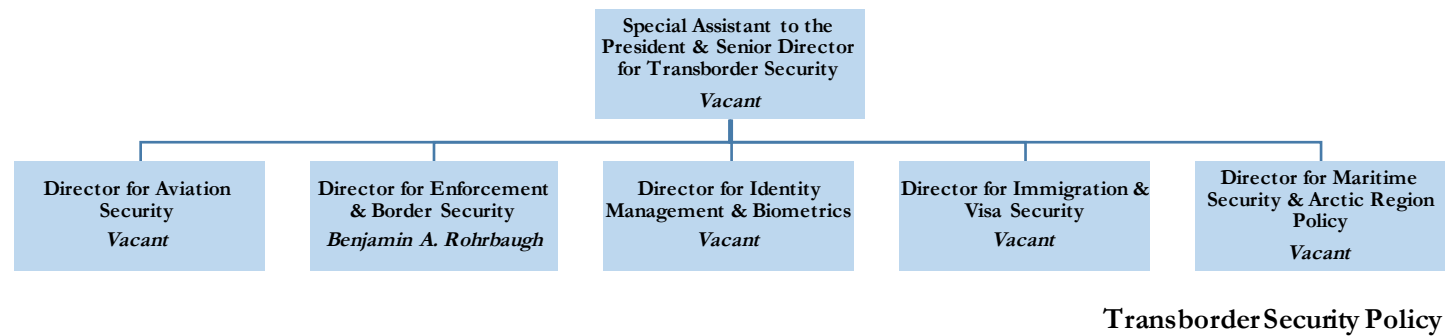 Special Assistant to the
President & Senior Director
for Transborder Security
Vacant
Director for Aviation
Security
Vacant
Director for Enforcement
& Border Security
Benjamin A. Rohrbaugh
Director for Identity
Management & Biometrics
Vacant
Director for Immigration &
Visa Security
Vacant
Director for Maritime
Security & Arctic Region
Policy
Vacant
Transborder Security Policy